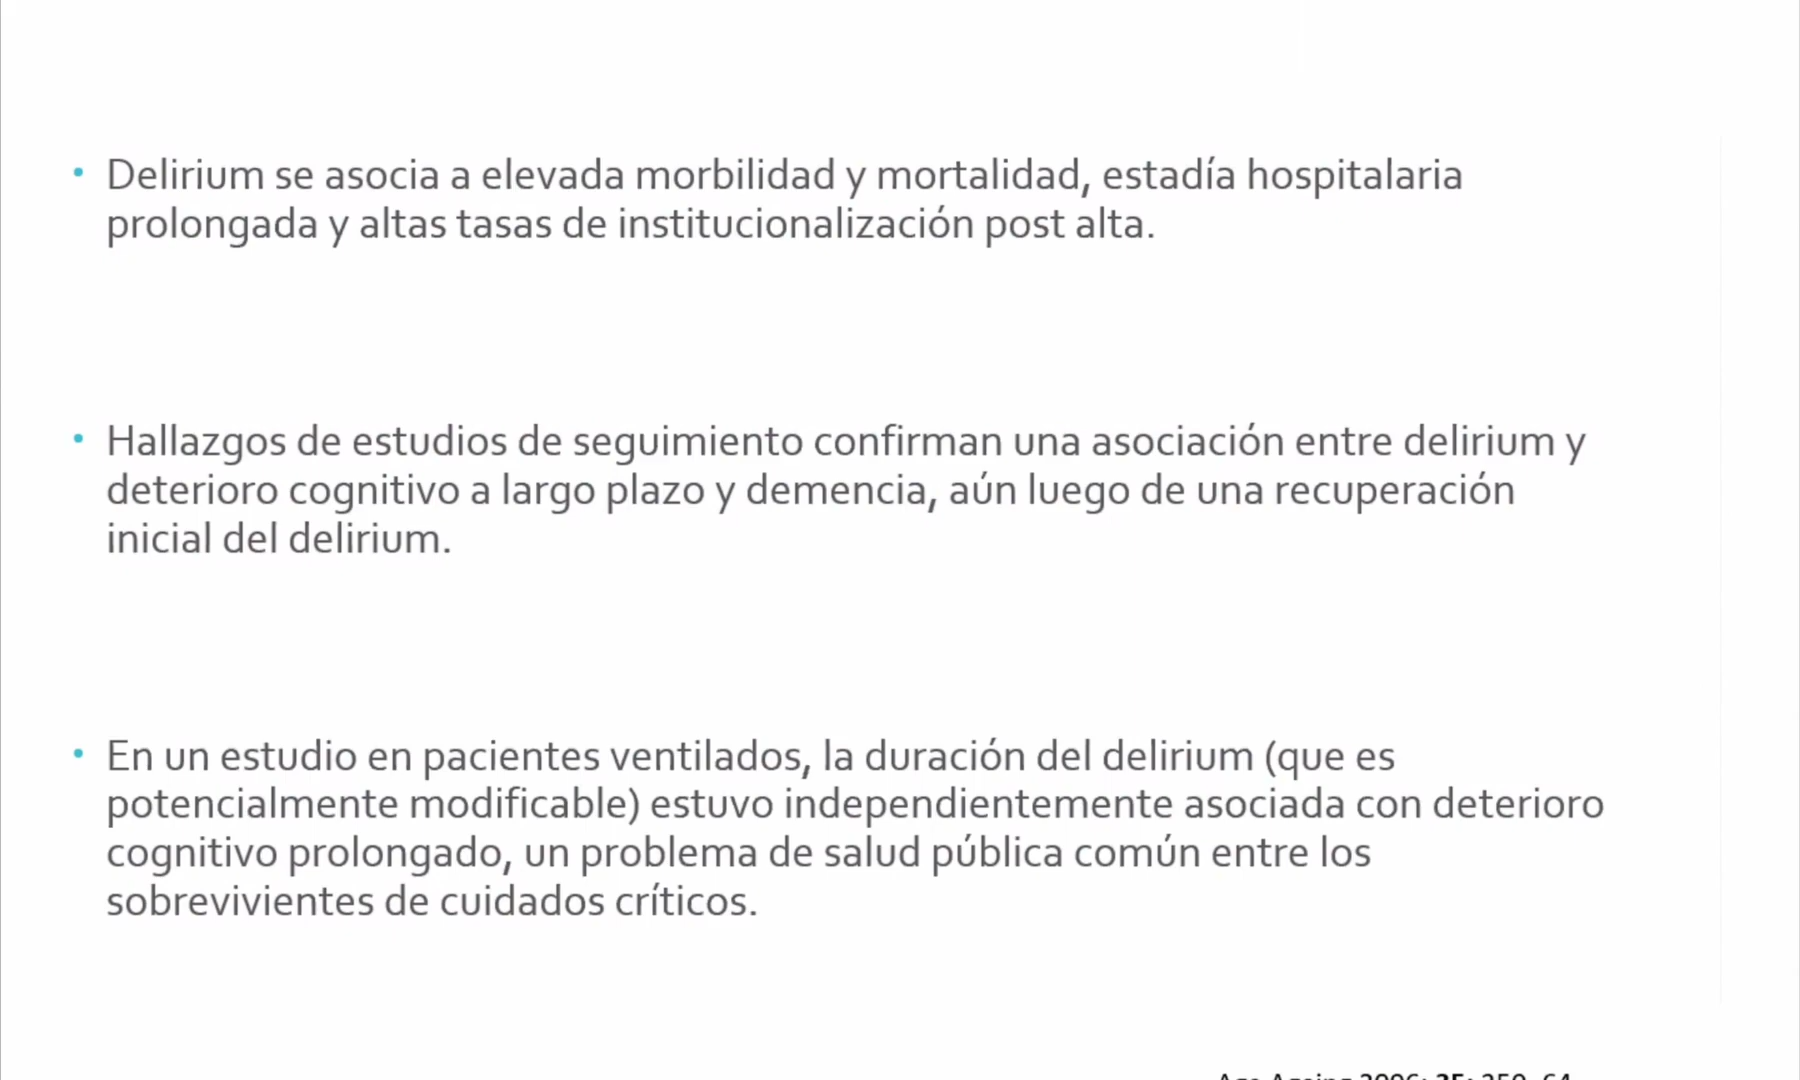 • Delirium se asocia a elevada morbilidad y mortalidad, estadía hospitalaria
prolongada y altas tasas de institucionalización post alta.
• Hallazgos de estudios de seguimiento confirman una asociación entre delirium y
deterioro cognitivo a largo plazo y demencia, aún luego de una recuperación
inicial del delirium.
• En un estudio en pacientes ventilados, la duración del delirium (que es
potencialmente modificable) estuvo independientemente asociada con deterioro
cognitivo prolongado, un problema de salud pública común entre los
sobrevivientes de cuidados críticos.
Age Ageing